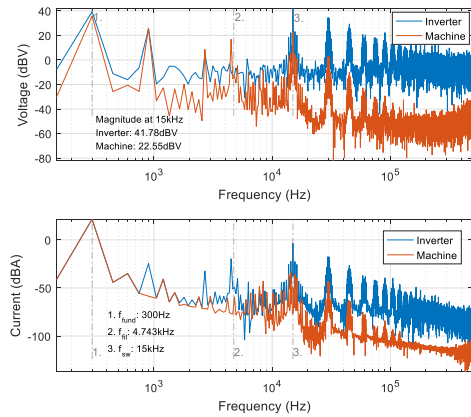 40
20
0
-20
-40
-60
-80
Voltage (dBV)
1.
2.
3.
Inverter
Machine
Magnitude at 15kHz
Inverter: 41.78dBV
Machine: 22.55dBV
10³
10⁴
10⁵
Frequency (Hz)
0
-50
-100
Current (dBA)
Inverter
Machine
1. f_fund: 300Hz
2. f_fil: 4.743kHz
3. f_sw: 15kHz
1.
2.
3.
10³
10⁴
10⁵
Frequency (Hz)